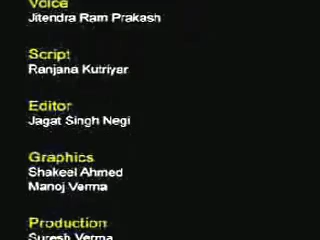 Voice
Jitendra Ram Prakash
Script
Ranjana Kutriyar
Editor
Jagat Singh Negi
Graphics
Shakeel Ahmed
Manoj Verma
Production
Suresh Verma